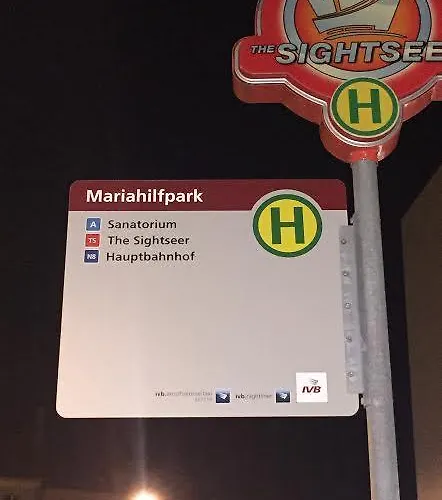 THE SIGHTSEE
H
Mariahilfpark
H
A Sanatorium
TS The Sightseer
N8 Hauptbahnhof
IVB